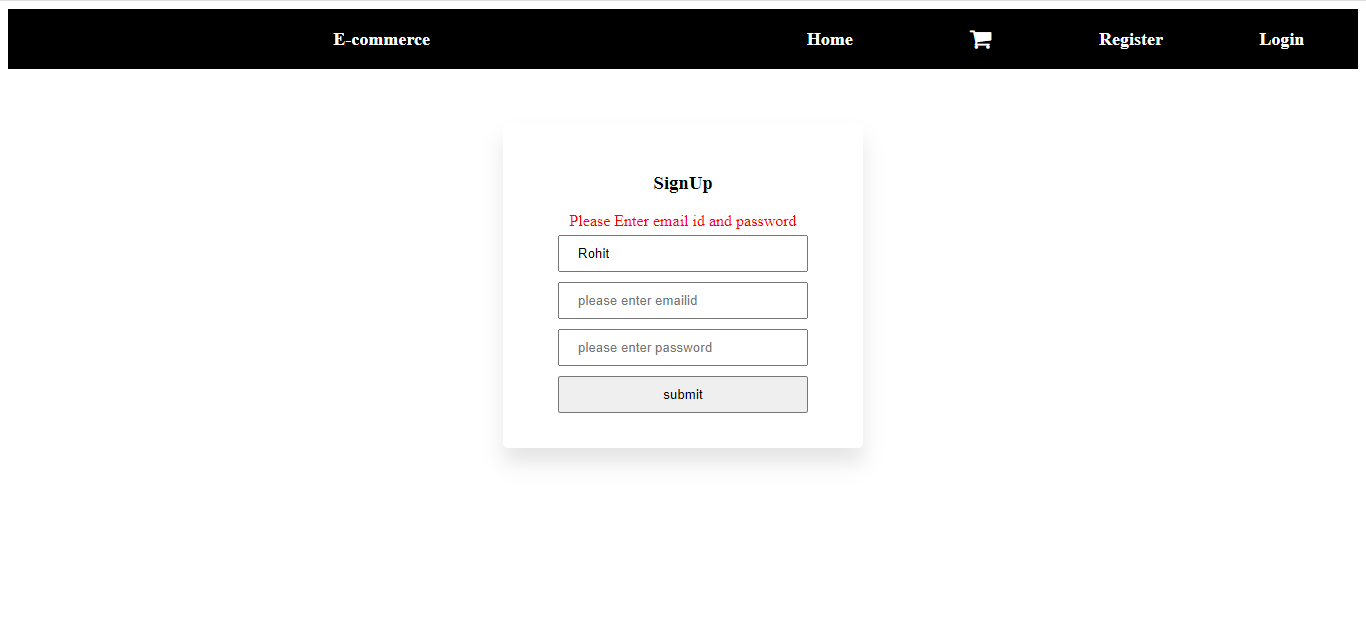 E-commerce Home Register Login
SignUp
Please Enter email id and password
Rohit
please enter emailid
please enter password
submit